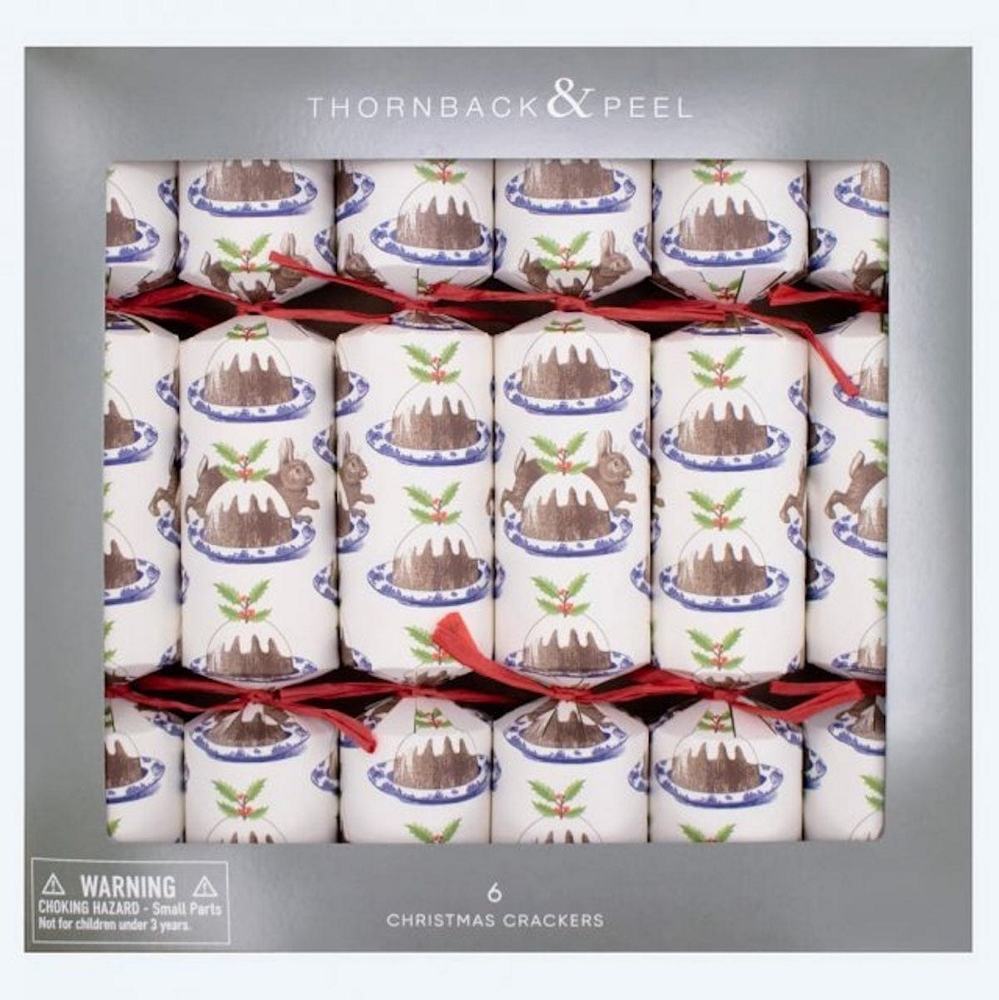 THORNBACK & PEEL
⚠ WARNING ⚠
CHOKING HAZARD - Small Parts
Not for children under 3 years.
6
CHRISTMAS CRACKERS